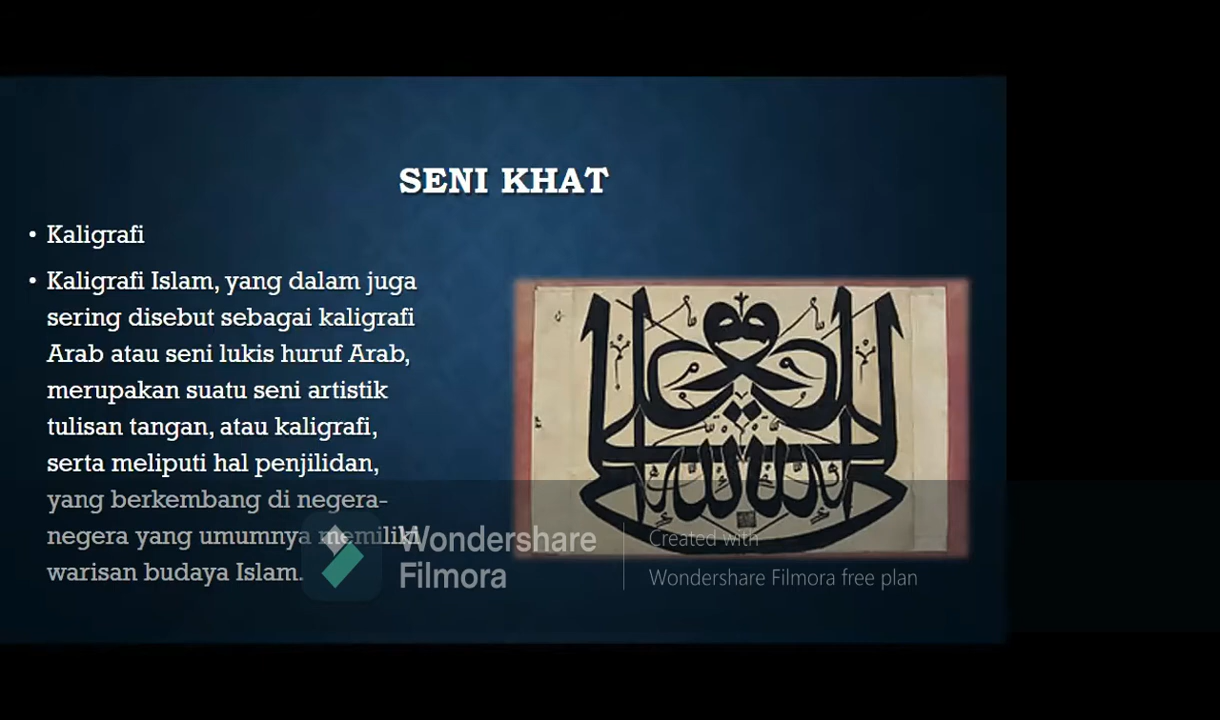 SENI KHAT
• Kaligrafi
• Kaligrafi Islam, yang dalam juga
sering disebut sebagai kaligrafi
Arab atau seni lukis huruf Arab,
merupakan suatu seni artistik
tulisan tangan, atau kaligrafi,
serta meliputi hal penjilidan,
yang berkembang di negera-
negera yang umumnya memiliki
warisan budaya Islam.
Wondershare
Filmora
Created with
Wondershare Filmora free plan